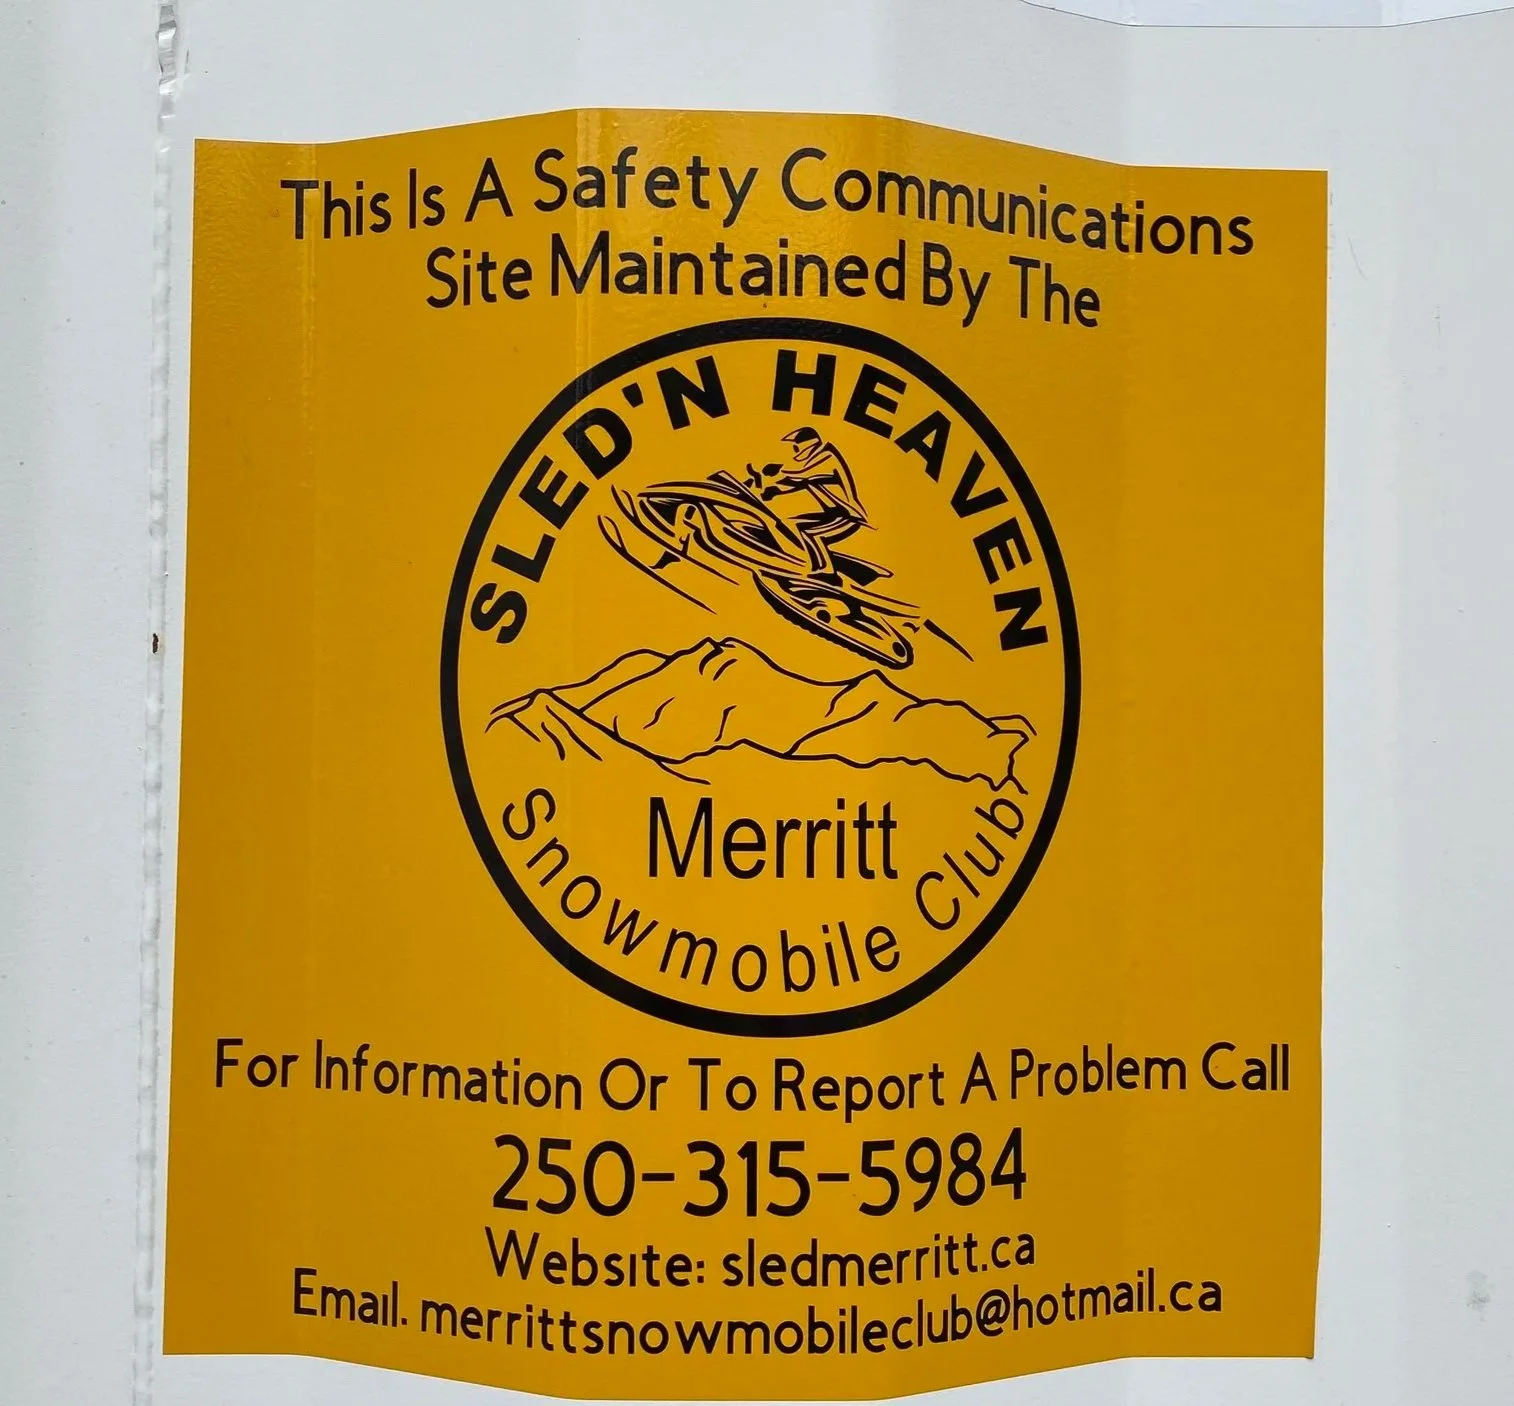 This Is A Safety Communications
Site Maintained By The
SLED'N HEAVEN
Merritt
Snowmobile Club
For Information Or To Report A Problem Call
250-315-5984
Website: sledmerritt.ca
Email. merrittsnowmobileclub@hotmail.ca